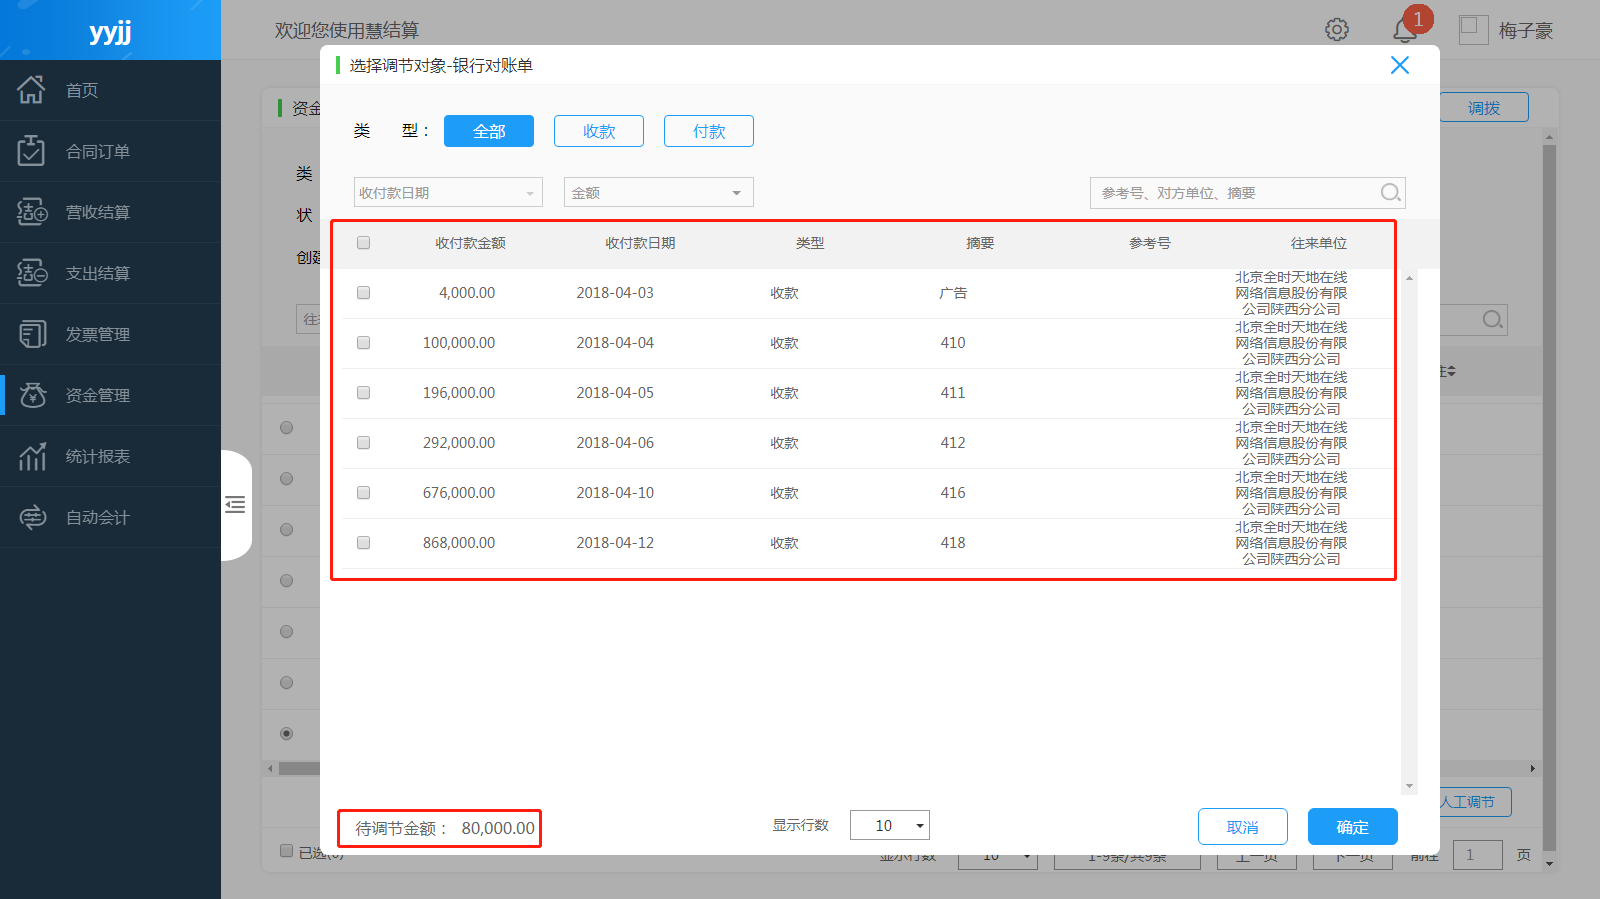 yyjj
欢迎您使用慧结算
1
梅子豪
首页
合同订单
营收结算
支出结算
发票管理
资金管理
统计报表
自动会计
资金
调拨
类
状
创建
往
选择调节对象-银行对账单
类 型：
全部
收款
付款
收付款日期
金额
参考号、对方单位、摘要
收付款金额 收付款日期 类型 摘要 参考号 往来单位
4,000.00 2018-04-03 收款 广告 北京全时天地在线
网络信息股份有限
公司陕西分公司
100,000.00 2018-04-04 收款 410 北京全时天地在线
网络信息股份有限
公司陕西分公司
196,000.00 2018-04-05 收款 411 北京全时天地在线
网络信息股份有限
公司陕西分公司
292,000.00 2018-04-06 收款 412 北京全时天地在线
网络信息股份有限
公司陕西分公司
676,000.00 2018-04-10 收款 416 北京全时天地在线
网络信息股份有限
公司陕西分公司
868,000.00 2018-04-12 收款 418 北京全时天地在线
网络信息股份有限
公司陕西分公司
待调节金额： 80,000.00
显示行数 10
取消
确定
人工调节
已选(0)
显示行数 10 1-9条/共9条 上一页 下一页 前往 1 页